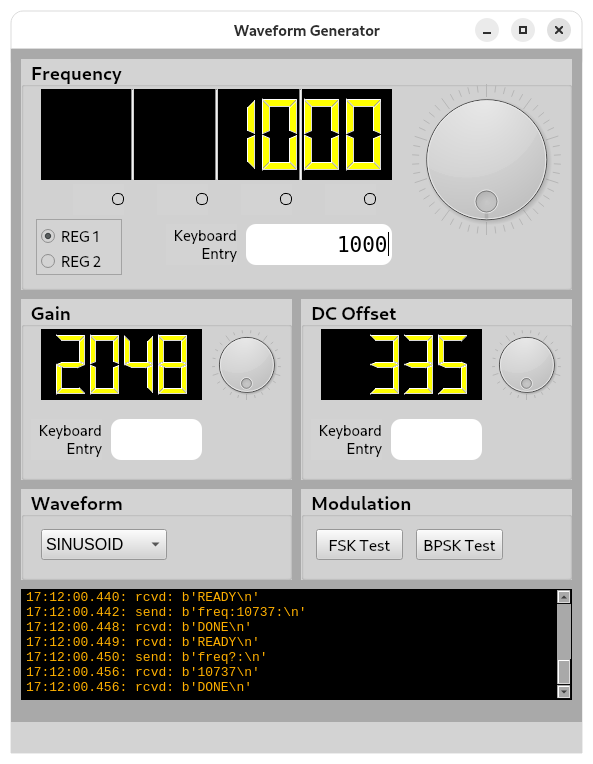 Waveform Generator
Frequency
1000
REG 1
REG 2
Keyboard
Entry
1000
Gain
2048
Keyboard
Entry
DC Offset
335
Keyboard
Entry
Waveform
SINUSOID
Modulation
FSK Test
BPSK Test
17:12:00.440: rcvd: b'READY\n'
17:12:00.442: send: b'freq:10737:\n'
17:12:00.448: rcvd: b'DONE\n'
17:12:00.449: rcvd: b'READY\n'
17:12:00.450: send: b'freq?:\n'
17:12:00.456: rcvd: b'10737\n'
17:12:00.456: rcvd: b'DONE\n'